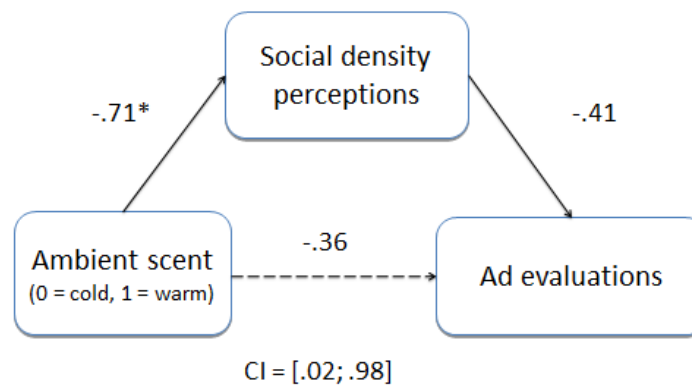 Social density
perceptions
-.71*
-.41
Ambient scent
(0 = cold, 1 = warm)
-.36
Ad evaluations
CI = [.02; .98]